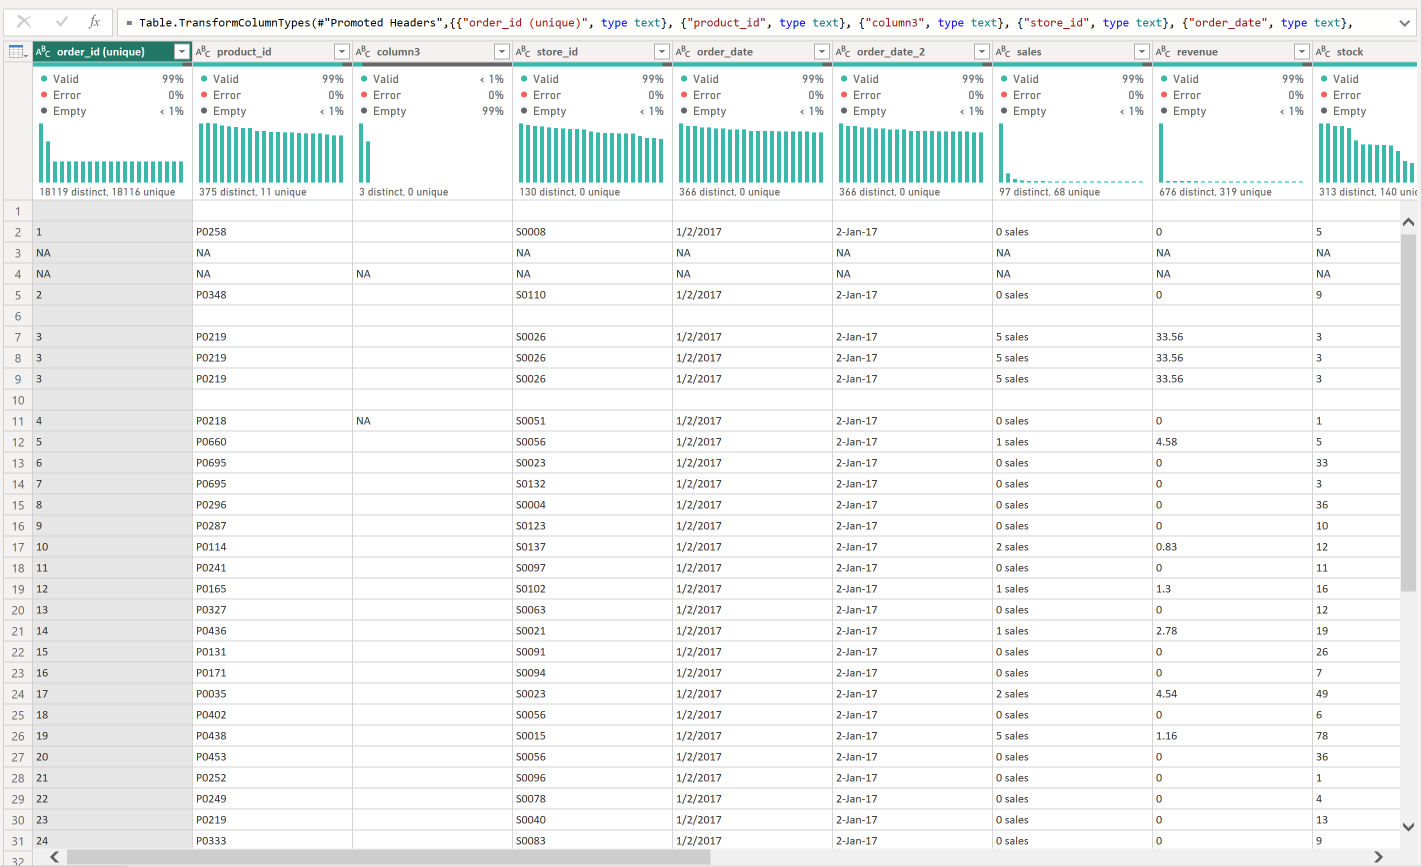 = Table.TransformColumnTypes(#"Promoted Headers",{{"order_id (unique)", type text}, {"product_id", type text}, {"column3", type text}, {"store_id", type text}, {"order_date", type text},
order_id (unique) product_id column3 store_id order_date order_date_2 sales revenue stock
Valid 99% Valid 99% Valid < 1% Valid 99% Valid 99% Valid 99% Valid 99% Valid 99% Valid
Error 0% Error 0% Error 0% Error 0% Error 0% Error 0% Error 0% Error 0% Error
Empty < 1% Empty < 1% Empty 99% Empty < 1% Empty < 1% Empty < 1% Empty < 1% Empty < 1% Empty
18119 distinct, 18116 unique 375 distinct, 11 unique 3 distinct, 0 unique 130 distinct, 0 unique 366 distinct, 0 unique 366 distinct, 0 unique 97 distinct, 68 unique 676 distinct, 319 unique 313 distinct, 140
1
2 1 P0258 S0008 1/2/2017 2-Jan-17 0 sales 0 5
3 NA NA NA NA NA NA NA NA
4 NA NA NA NA NA NA NA NA NA
5 2 P0348 S0110 1/2/2017 2-Jan-17 0 sales 0 9
6
7 3 P0219 S0026 1/2/2017 2-Jan-17 5 sales 33.56 3
8 3 P0219 S0026 1/2/2017 2-Jan-17 5 sales 33.56 3
9 3 P0219 S0026 1/2/2017 2-Jan-17 5 sales 33.56 3
10
11 4 P0218 NA S0051 1/2/2017 2-Jan-17 0 sales 0 1
12 5 P0660 S0056 1/2/2017 2-Jan-17 1 sales 4.58 5
13 6 P0695 S0023 1/2/2017 2-Jan-17 0 sales 0 33
14 7 P0695 S0132 1/2/2017 2-Jan-17 0 sales 0 3
15 8 P0296 S0004 1/2/2017 2-Jan-17 0 sales 0 36
16 9 P0287 S0123 1/2/2017 2-Jan-17 0 sales 0 10
17 10 P0114 S0137 1/2/2017 2-Jan-17 2 sales 0.83 12
18 11 P0241 S0097 1/2/2017 2-Jan-17 0 sales 0 11
19 12 P0165 S0102 1/2/2017 2-Jan-17 1 sales 1.3 16
20 13 P0327 S0063 1/2/2017 2-Jan-17 0 sales 0 12
21 14 P0436 S0021 1/2/2017 2-Jan-17 1 sales 2.78 19
22 15 P0131 S0091 1/2/2017 2-Jan-17 0 sales 0 26
23 16 P0171 S0094 1/2/2017 2-Jan-17 0 sales 0 7
24 17 P0035 S0023 1/2/2017 2-Jan-17 2 sales 4.54 49
25 18 P0402 S0056 1/2/2017 2-Jan-17 0 sales 0 6
26 19 P0438 S0015 1/2/2017 2-Jan-17 5 sales 1.16 78
27 20 P0453 S0056 1/2/2017 2-Jan-17 0 sales 0 36
28 21 P0252 S0096 1/2/2017 2-Jan-17 0 sales 0 1
29 22 P0249 S0078 1/2/2017 2-Jan-17 0 sales 0 4
30 23 P0219 S0040 1/2/2017 2-Jan-17 0 sales 0 13
31 24 P0333 S0083 1/2/2017 2-Jan-17 0 sales 0 9
32